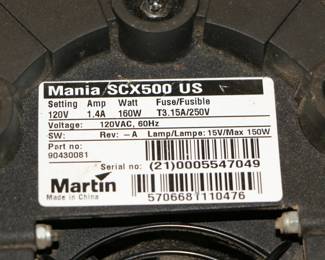 Mania SCX500 US
Setting Amp Watt Fuse/Fusible
120V 1.4A 160W T3.15A/250V
Voltage: 120VAC, 60Hz
SW: Rev: -A Lamp/Lampe: 15V/Max 150W
Part no:
90430081
Serial no: (21)0005547049
Martin
Made in China
570668 110476